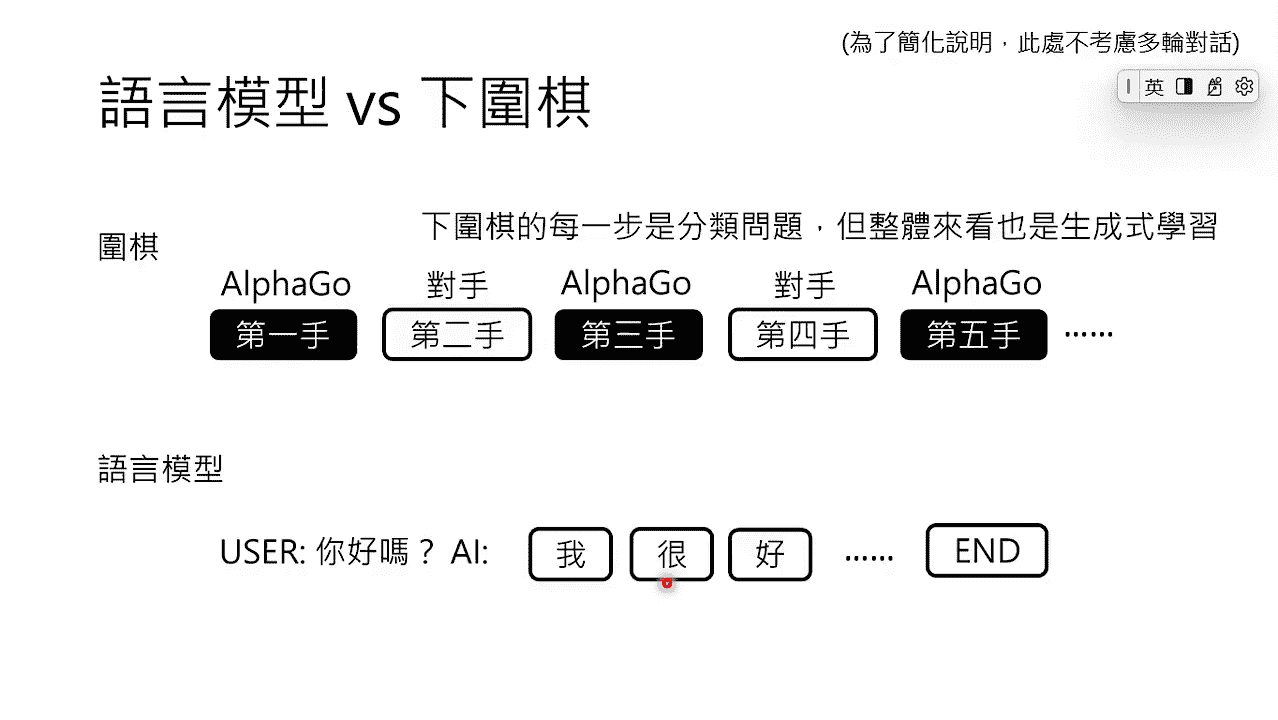 (為了簡化說明，此處不考慮多輪對話)
英
語言模型 vs 下圍棋
下圍棋的每一步是分類問題，但整體來看也是生成式學習
圍棋
AlphaGo 對手 AlphaGo 對手 AlphaGo
第一手 第二手 第三手 第四手 第五手 ……
語言模型
USER: 你好嗎？ AI: 我 很 好 …… END